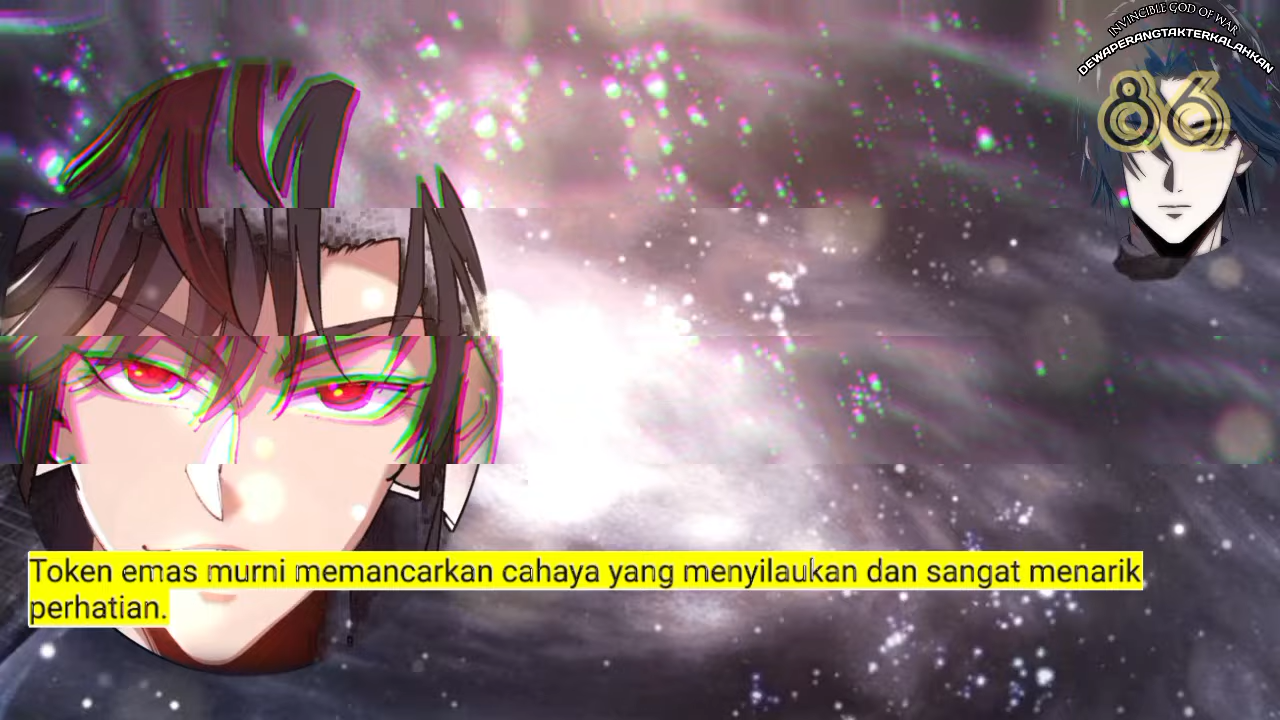 INVINCIBLE GOD OF WAR
DEWAPERANGTAKTERKALAHKAN
86
Token emas murni memancarkan cahaya yang menyilaukan dan sangat menarik
perhatian.